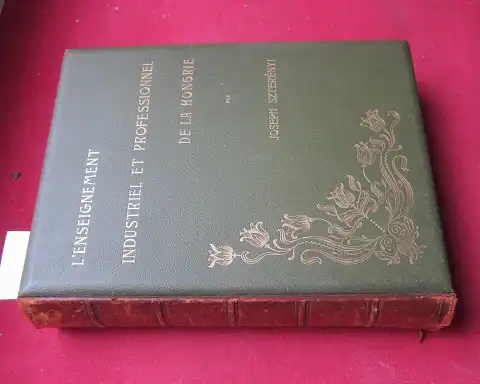 L'ENSEIGNEMENT
INDUSTRIEL ET PROFESSIONNEL
DE LA HONGRIE
PAR
JOSEPH SZTERÉNYI